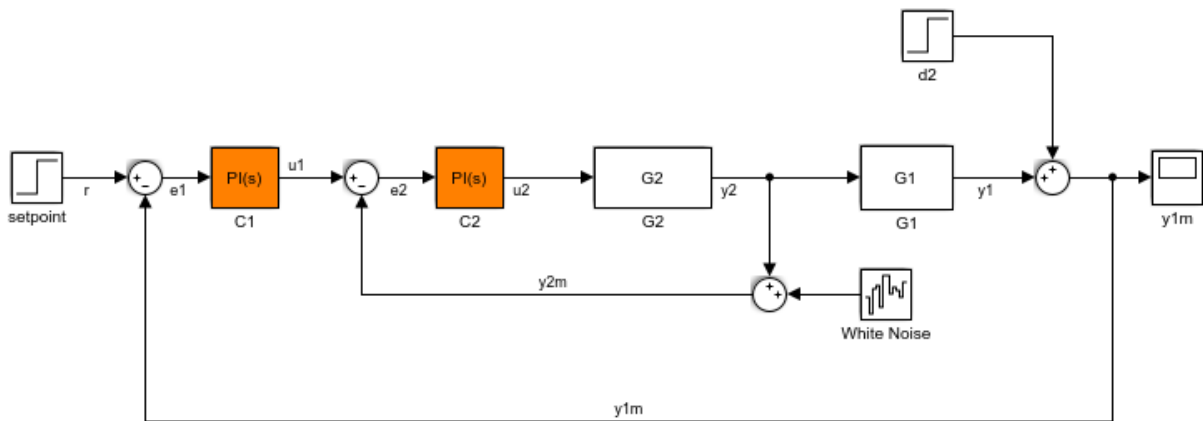 d2
setpoint
r
e1
PI(s)
C1
u1
e2
PI(s)
C2
u2
G2
G2
y2
G1
G1
y1
y1m
y2m
White Noise
y1m